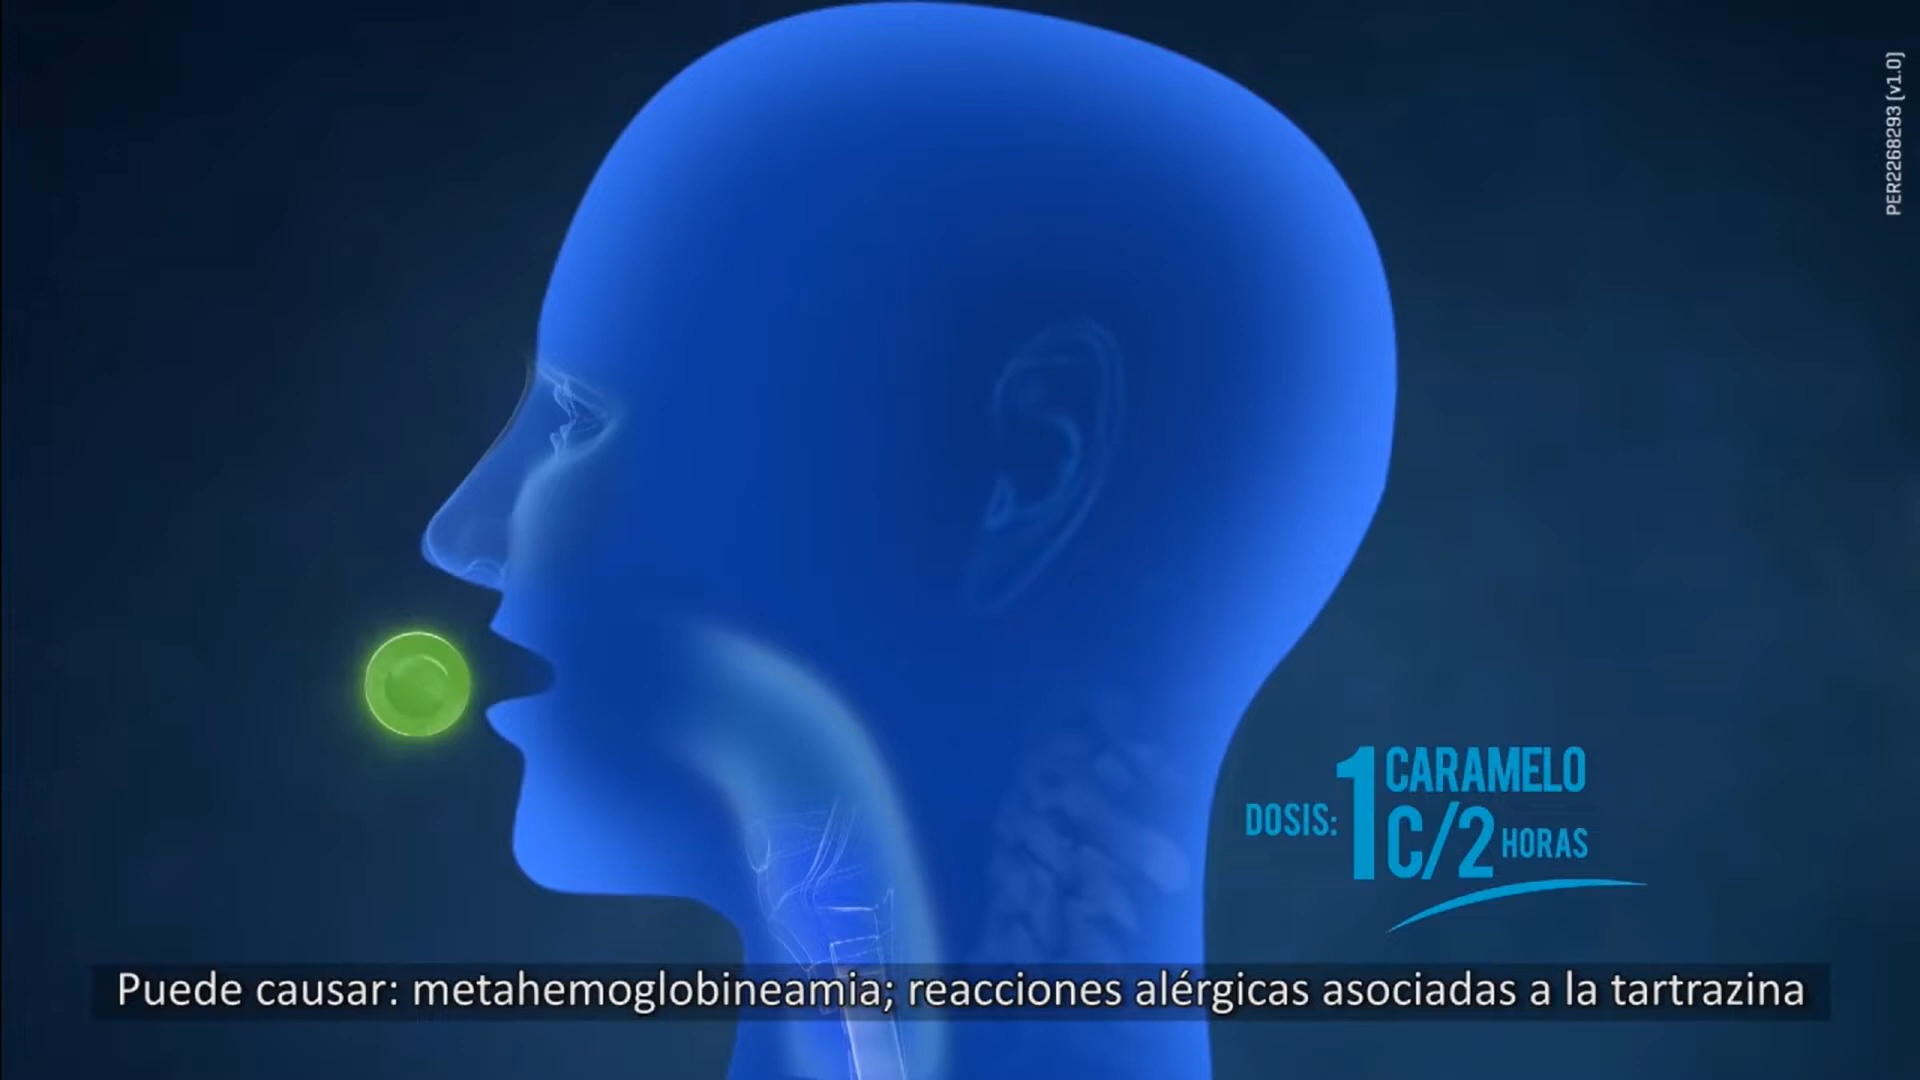 PER2268293 (v1.0)
DOSIS: 1 CARAMELO
C/2 HORAS
Puede causar: metahemoglobineamia; reacciones alérgicas asociadas a la tartrazina